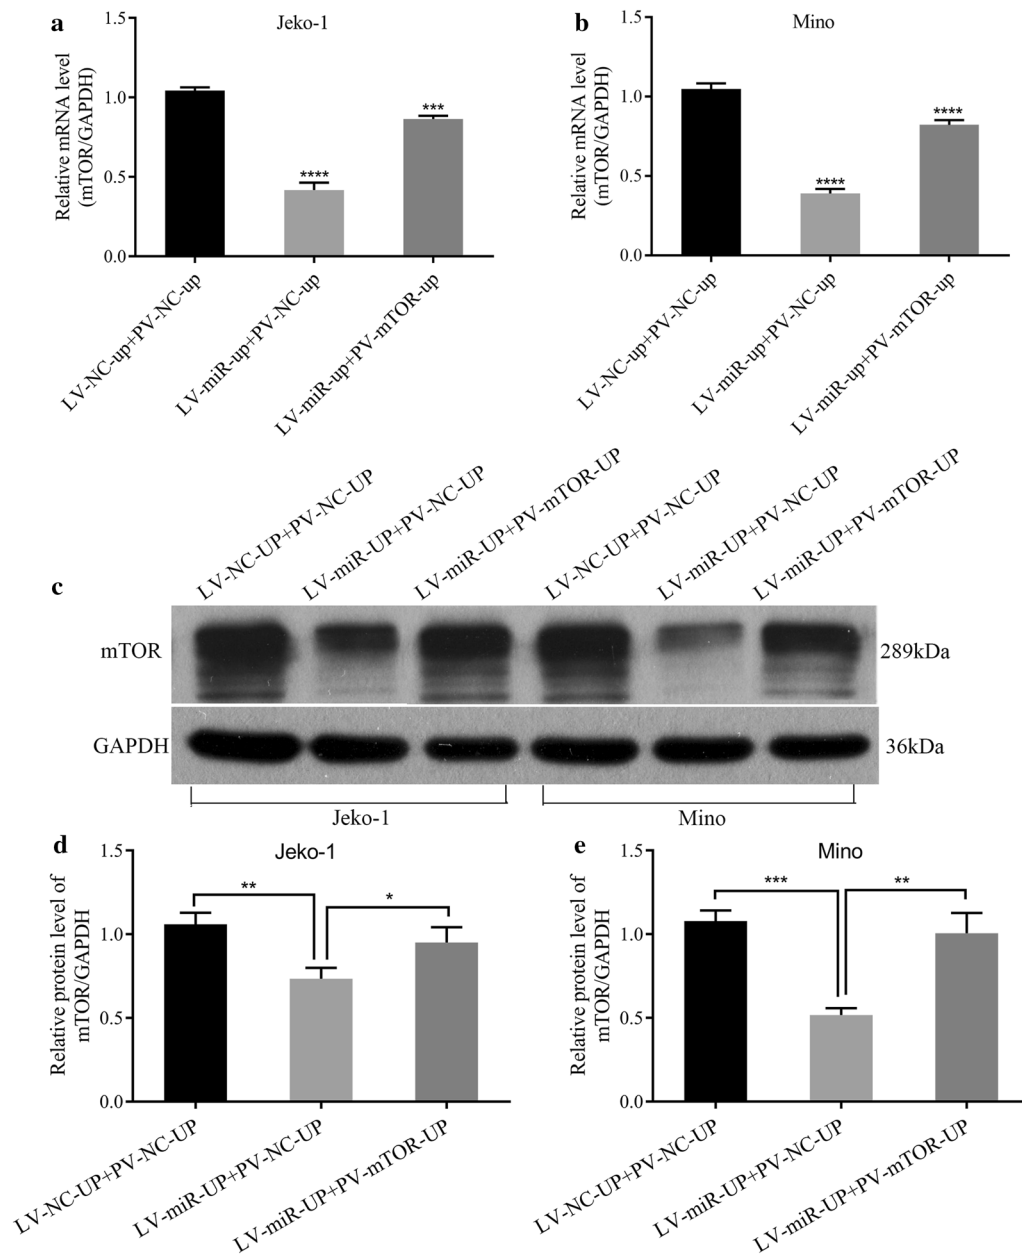 a
Jeko-1
Relative mRNA level
(mTOR/GAPDH)
1.5
1.0
0.5
0.0
****
***
LV-NC-up+PV-NC-up
LV-miR-up+PV-NC-up
LV-miR-up+PV-mTOR-up
b
Mino
Relative mRNA level
(mTOR/GAPDH)
1.5
1.0
0.5
0.0
****
****
LV-NC-up+PV-NC-up
LV-miR-up+PV-NC-up
LV-miR-up+PV-mTOR-up
c
LV-NC-UP+PV-NC-UP
LV-miR-UP+PV-NC-UP
LV-miR-UP+PV-mTOR-UP
LV-NC-UP+PV-NC-UP
LV-miR-UP+PV-NC-UP
LV-miR-UP+PV-mTOR-UP
mTOR
289kDa
GAPDH
36kDa
Jeko-1
Mino
d
Jeko-1
Relative protein level of
mTOR/GAPDH
1.5
1.0
0.5
0.0
**
*
LV-NC-UP+PV-NC-UP
LV-miR-UP+PV-NC-UP
LV-miR-UP+PV-mTOR-UP
e
Mino
Relative protein level of
mTOR/GAPDH
1.5
1.0
0.5
0.0
***
**
LV-NC-UP+PV-NC-UP
LV-miR-UP+PV-NC-UP
LV-miR-UP+PV-mTOR-UP